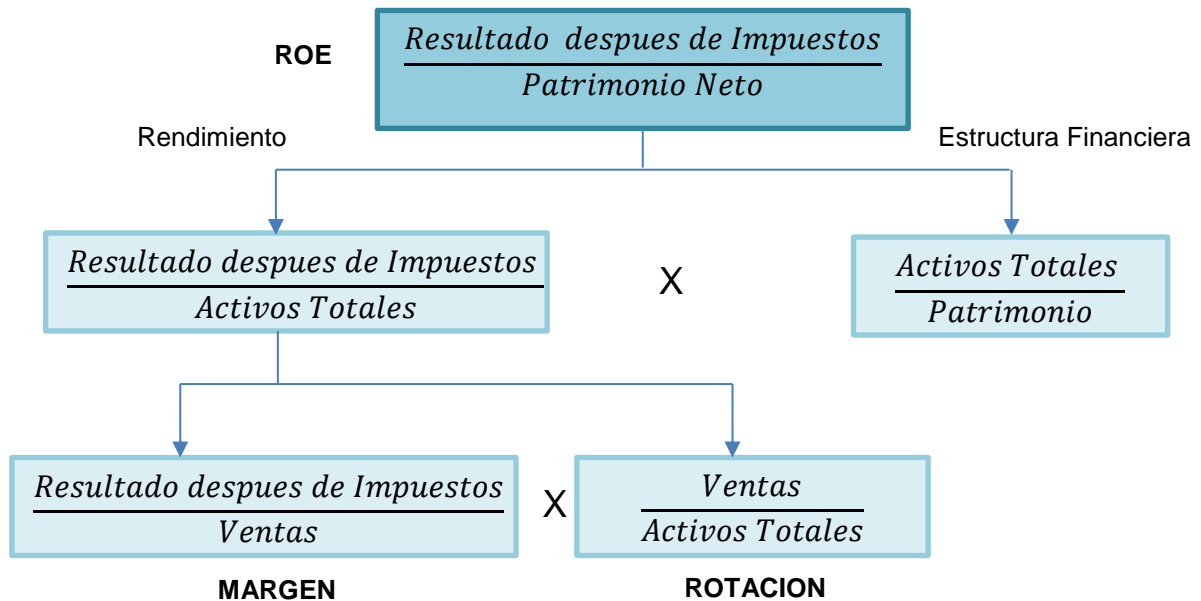 ROE
Resultado despues de Impuestos
Patrimonio Neto
Rendimiento
Estructura Financiera
Resultado despues de Impuestos
Activos Totales
X
Activos Totales
Patrimonio
Resultado despues de Impuestos
Ventas
X
Ventas
Activos Totales
MARGEN
ROTACION